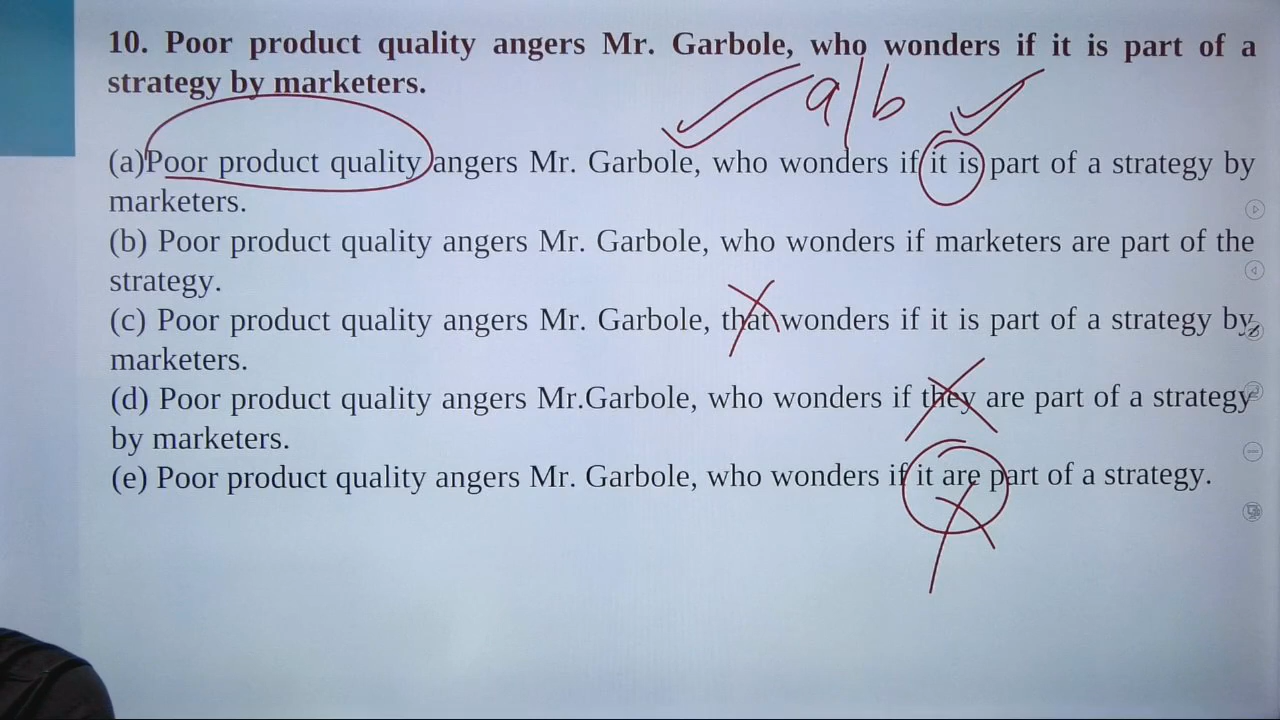 10. Poor product quality angers Mr. Garbole, who wonders if it is part of a
strategy by marketers.
a/b
(a)Poor product quality angers Mr. Garbole, who wonders if it is part of a strategy by
marketers.
(b) Poor product quality angers Mr. Garbole, who wonders if marketers are part of the
strategy.
(c) Poor product quality angers Mr. Garbole, that wonders if it is part of a strategy by
marketers.
(d) Poor product quality angers Mr.Garbole, who wonders if they are part of a strategy
by marketers.
(e) Poor product quality angers Mr. Garbole, who wonders if it are part of a strategy.